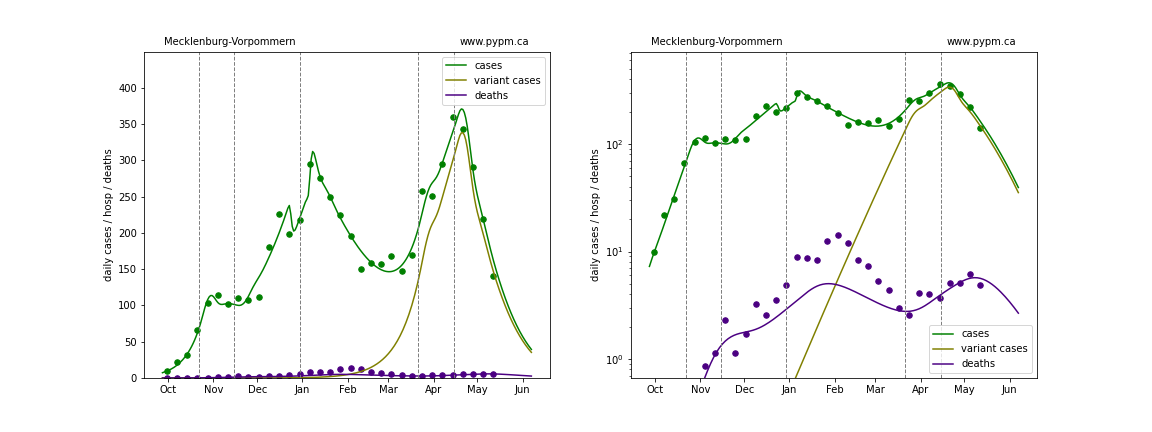 Mecklenburg-Vorpommern www.pypm.ca
cases
variant cases
deaths
daily cases / hosp / deaths
400
350
300
250
200
150
100
50
0
Oct Nov Dec Jan Feb Mar Apr May Jun
Mecklenburg-Vorpommern www.pypm.ca
daily cases / hosp / deaths
10²
10¹
10⁰
cases
variant cases
deaths
Oct Nov Dec Jan Feb Mar Apr May Jun